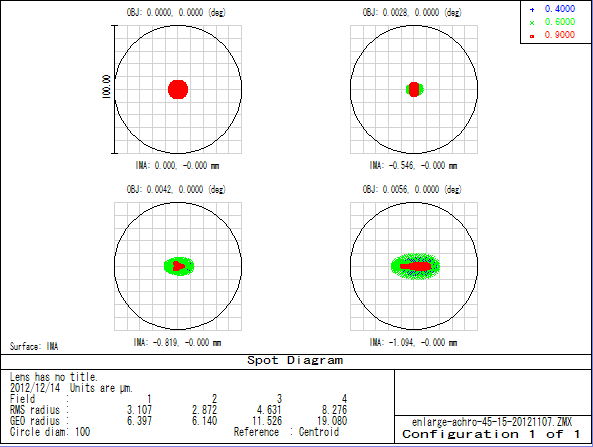 OBJ: 0.0000, 0.0000 (deg)
OBJ: 0.0028, 0.0000 (deg)
+ 0.4000
× 0.6000
▪ 0.9000
100.00
IMA: 0.000, -0.000 mm
IMA: -0.546, -0.000 mm
OBJ: 0.0042, 0.0000 (deg)
OBJ: 0.0056, 0.0000 (deg)
IMA: -0.819, -0.000 mm
IMA: -1.094, -0.000 mm
Surface: IMA
Spot Diagram
Lens has no title.
2012/12/14 Units are µm.
Field : 1 2 3 4
RMS radius : 3.107 2.872 4.631 8.276
GEO radius : 6.397 6.140 11.526 19.080
Circle diam: 100 Reference : Centroid
enlarge-achro-45-15-20121107.ZMX
Configuration 1 of 1